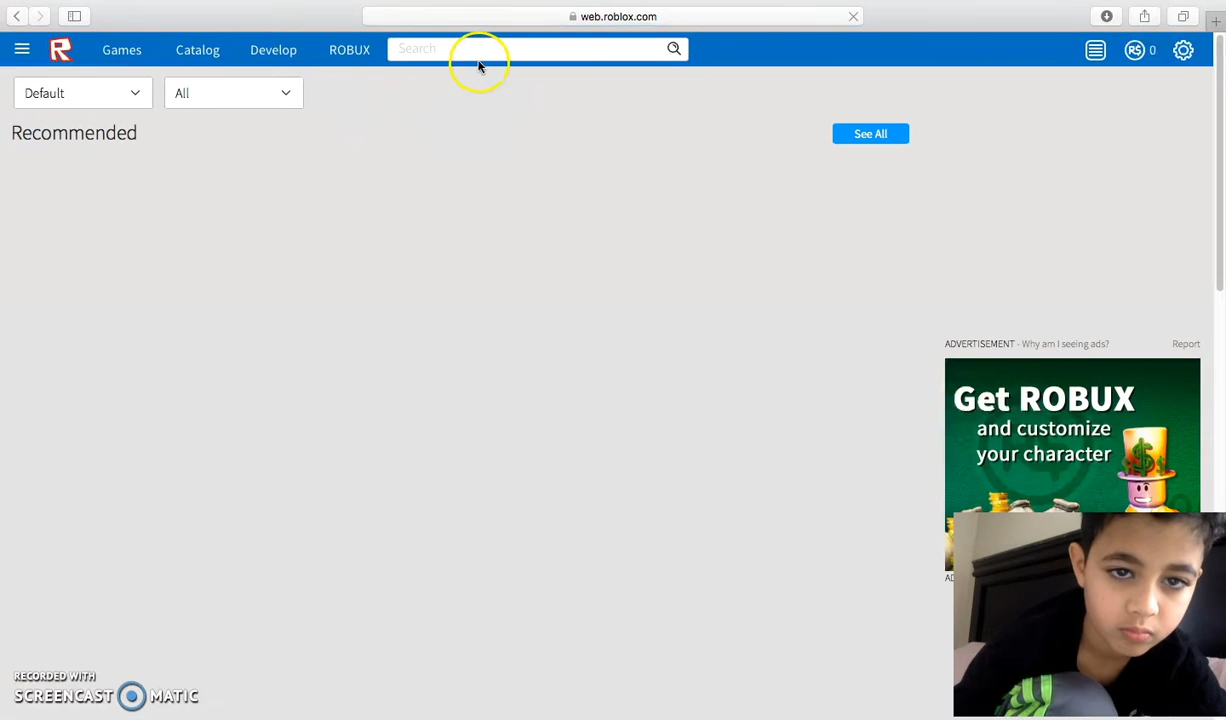 web.roblox.com
Games Catalog Develop ROBUX Search 0
Default All
Recommended See All
ADVERTISEMENT - Why am I seeing ads? Report
Get ROBUX
and customize
your character
RECORDED WITH
SCREENCAST MATIC